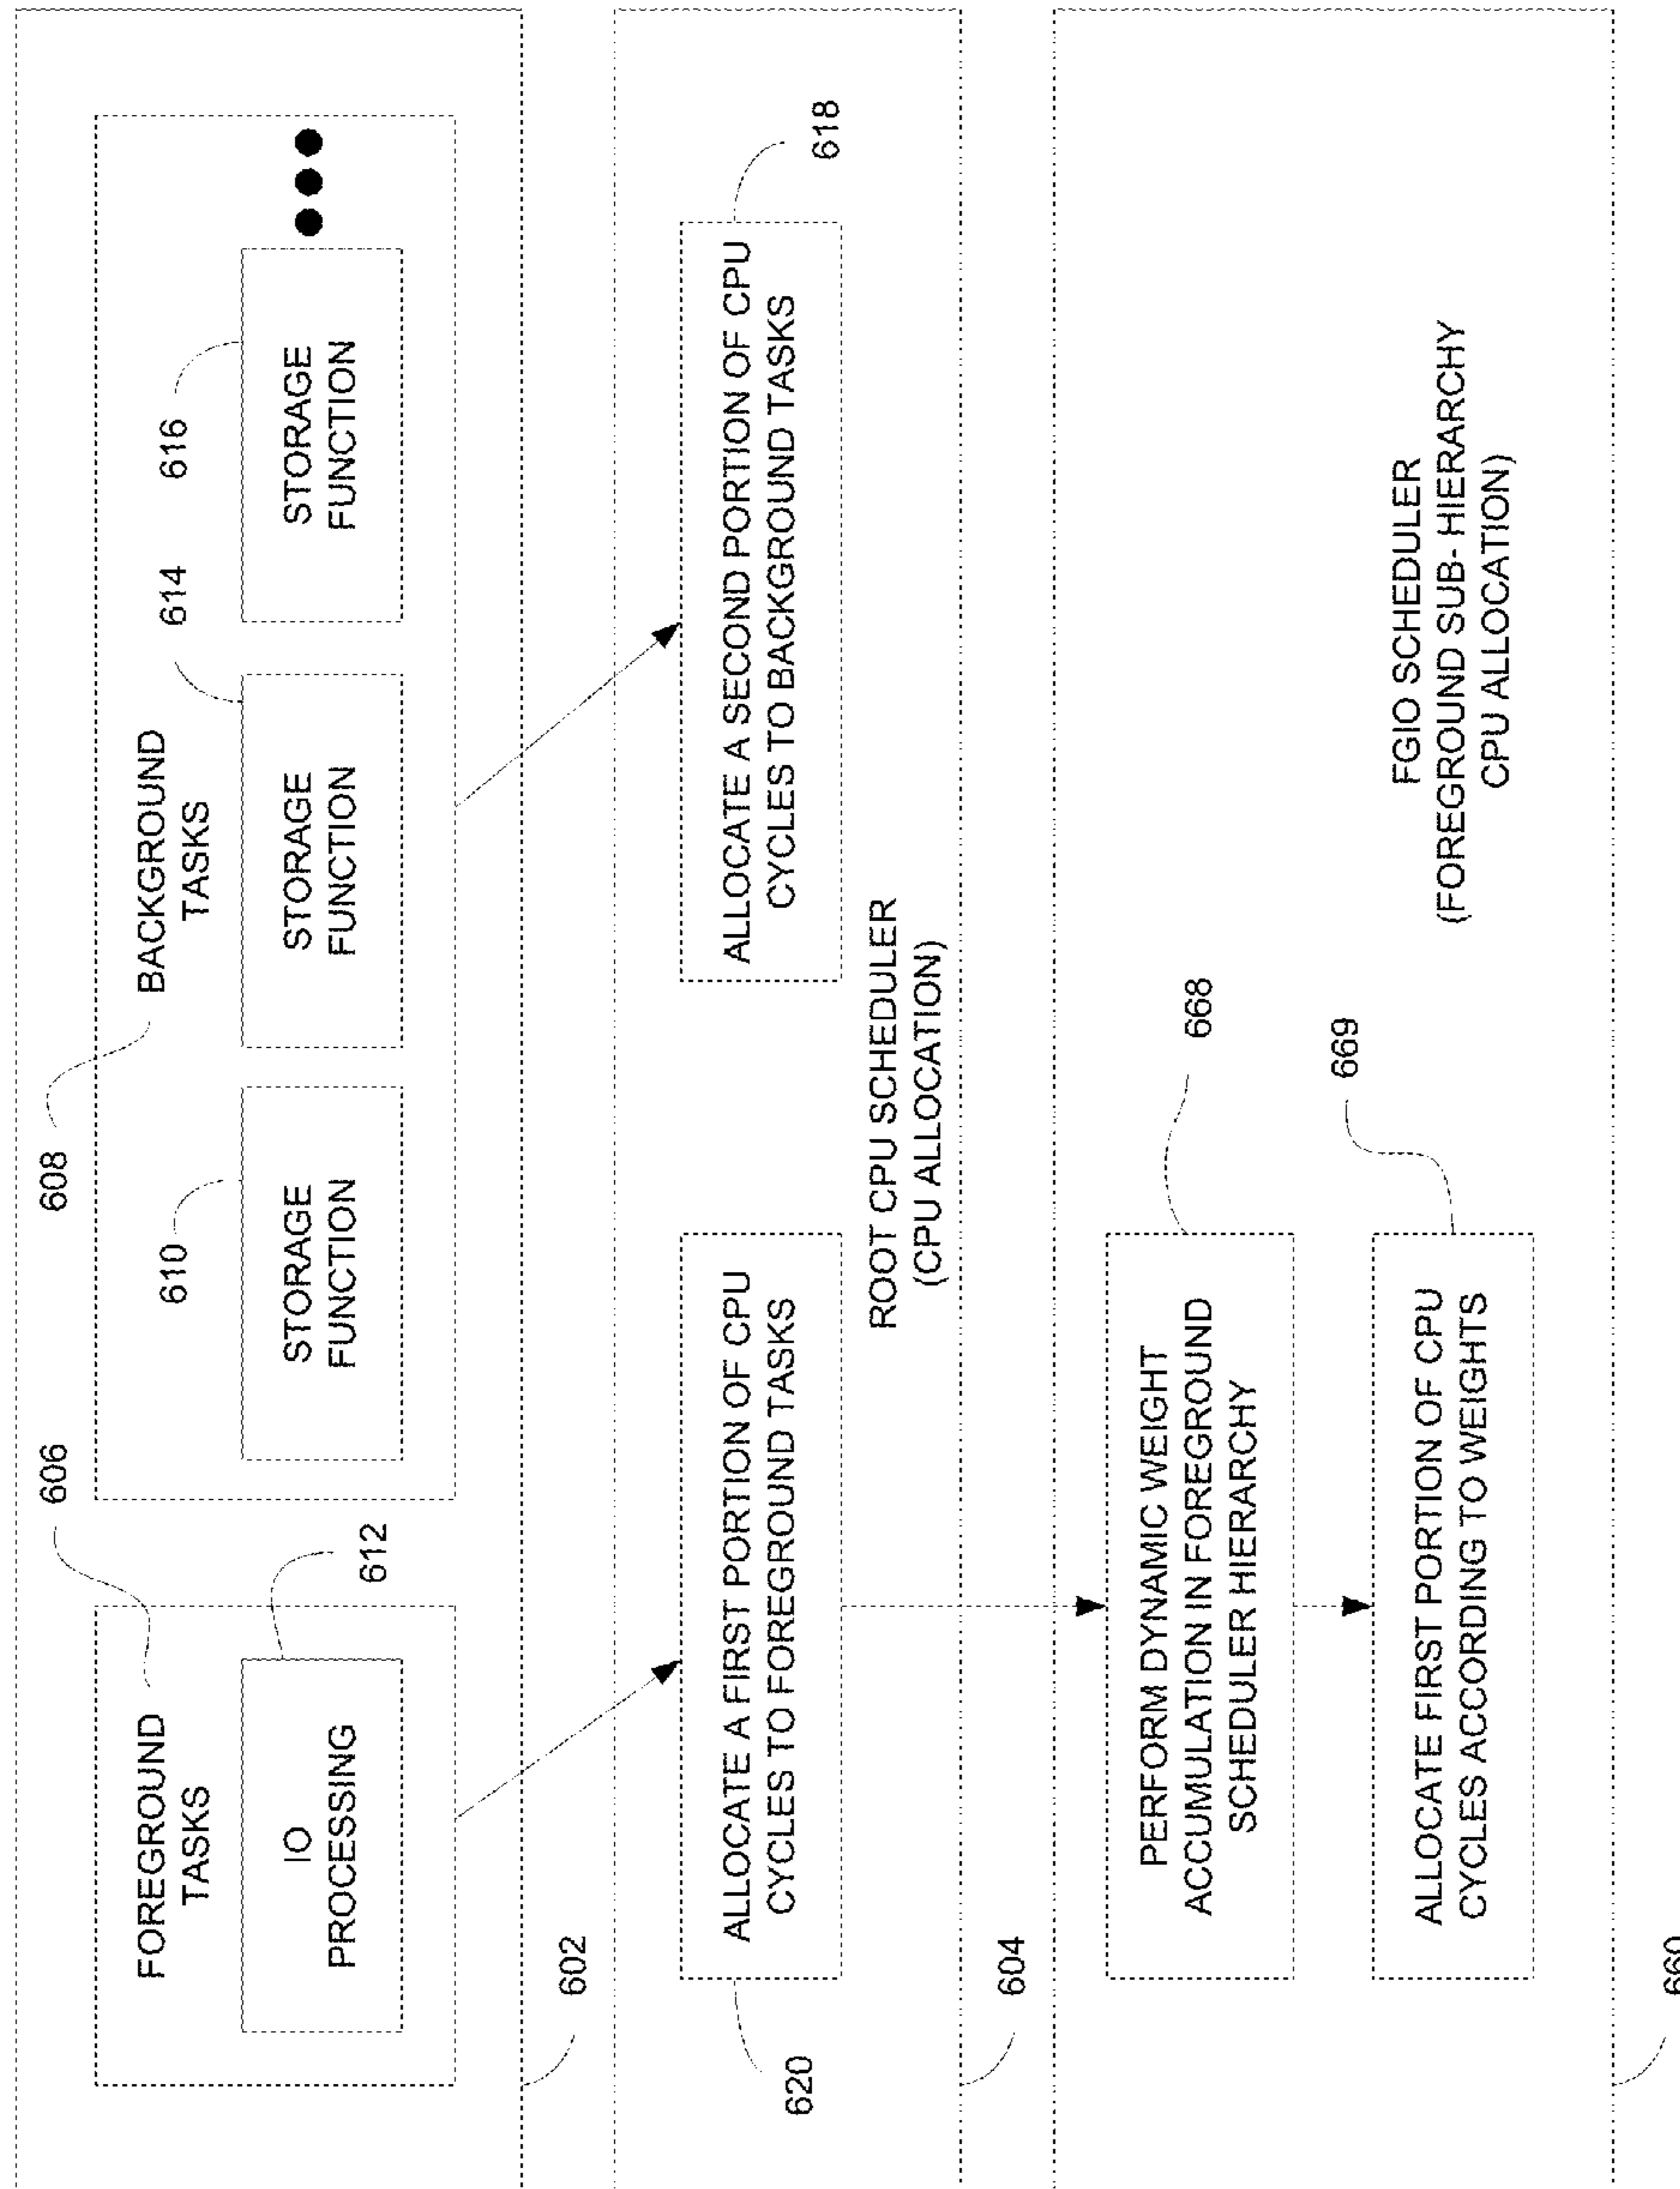 606
FOREGROUND
TASKS
IO
PROCESSING
612
608
BACKGROUND
TASKS
610
STORAGE
FUNCTION
614
STORAGE
FUNCTION
616
STORAGE
FUNCTION
602
620
ALLOCATE A FIRST PORTION OF CPU
CYCLES TO FOREGROUND TASKS
ALLOCATE A SECOND PORTION OF CPU
CYCLES TO BACKGROUND TASKS
618
ROOT CPU SCHEDULER
(CPU ALLOCATION)
604
PERFORM DYNAMIC WEIGHT
ACCUMULATION IN FOREGROUND
SCHEDULER HIERARCHY
668
ALLOCATE FIRST PORTION OF CPU
CYCLES ACCORDING TO WEIGHTS
669
FGIO SCHEDULER
(FOREGROUND SUB- HIERARCHY
CPU ALLOCATION)
660